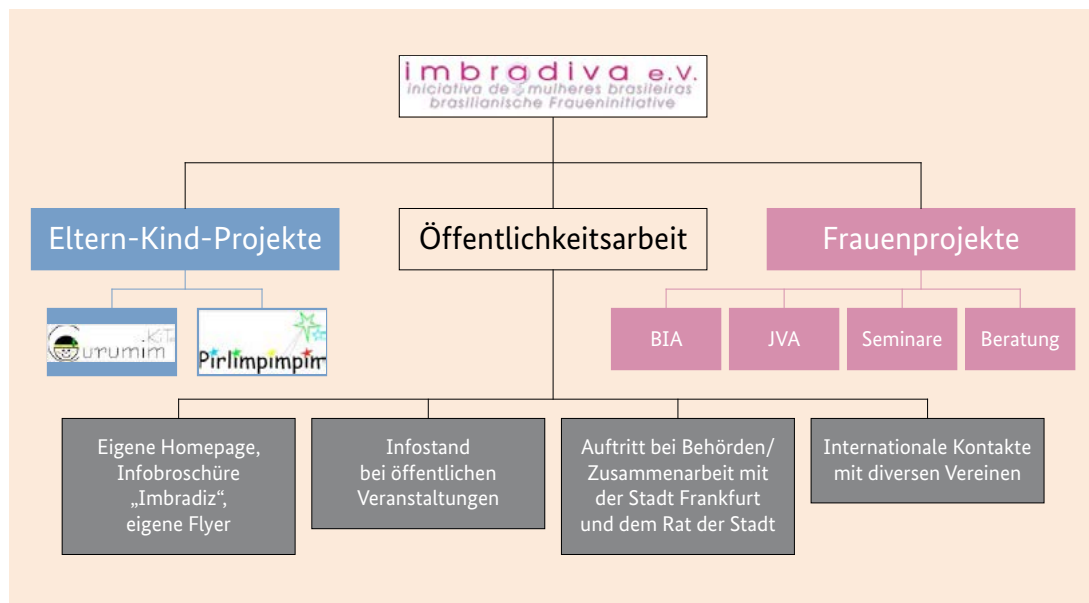 imbradiva e.V.
iniciativa de mulheres brasileiras
brasilianische Fraueninitiative
Eltern-Kind-Projekte
Öffentlichkeitsarbeit
Frauenprojekte
KiTa
Curumim
Pirlimpimpim
BIA
JVA
Seminare
Beratung
Eigene Homepage,
Infobroschüre
„Imbradiz“,
eigene Flyer
Infostand
bei öffentlichen
Veranstaltungen
Auftritt bei Behörden/
Zusammenarbeit mit
der Stadt Frankfurt
und dem Rat der Stadt
Internationale Kontakte
mit diversen Vereinen